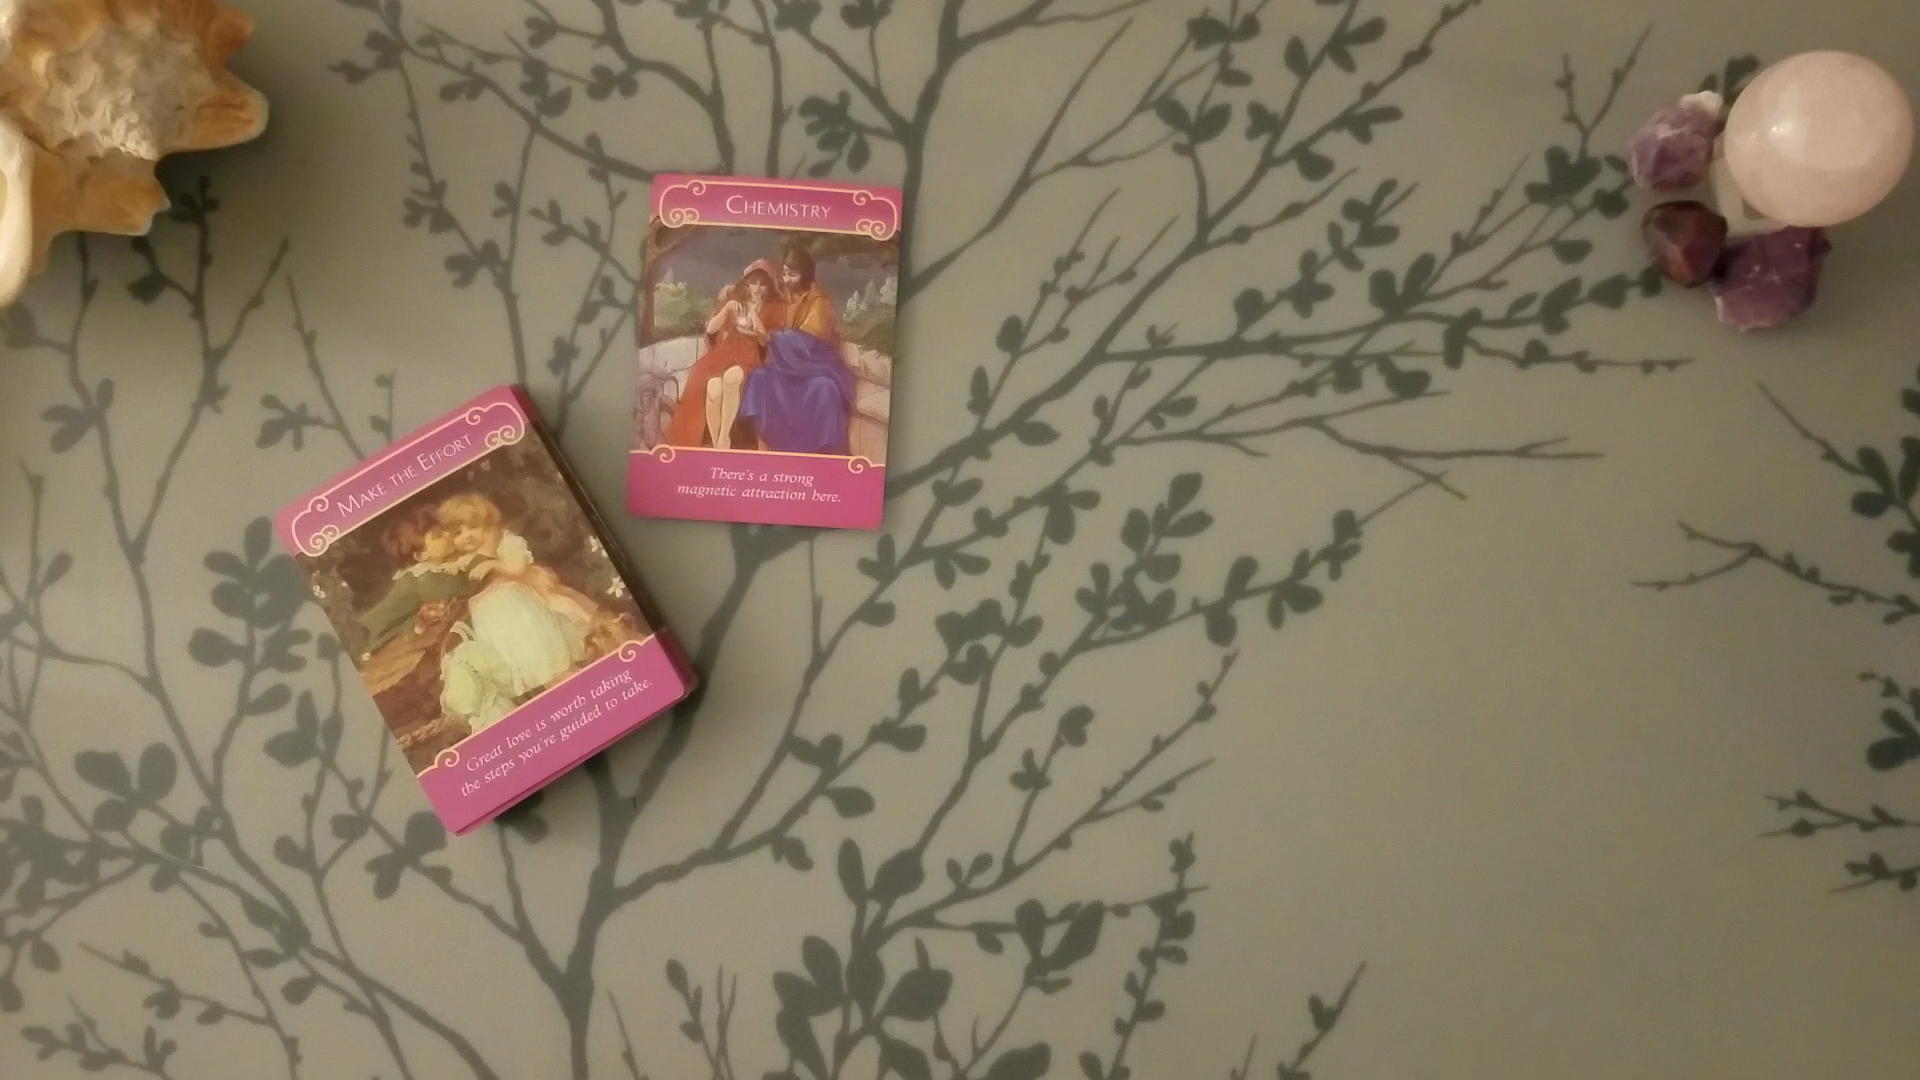 CHEMISTRY
There's a strong
magnetic attraction here.
MAKE THE EFFORT
Great love is worth taking
the steps you're guided to take.